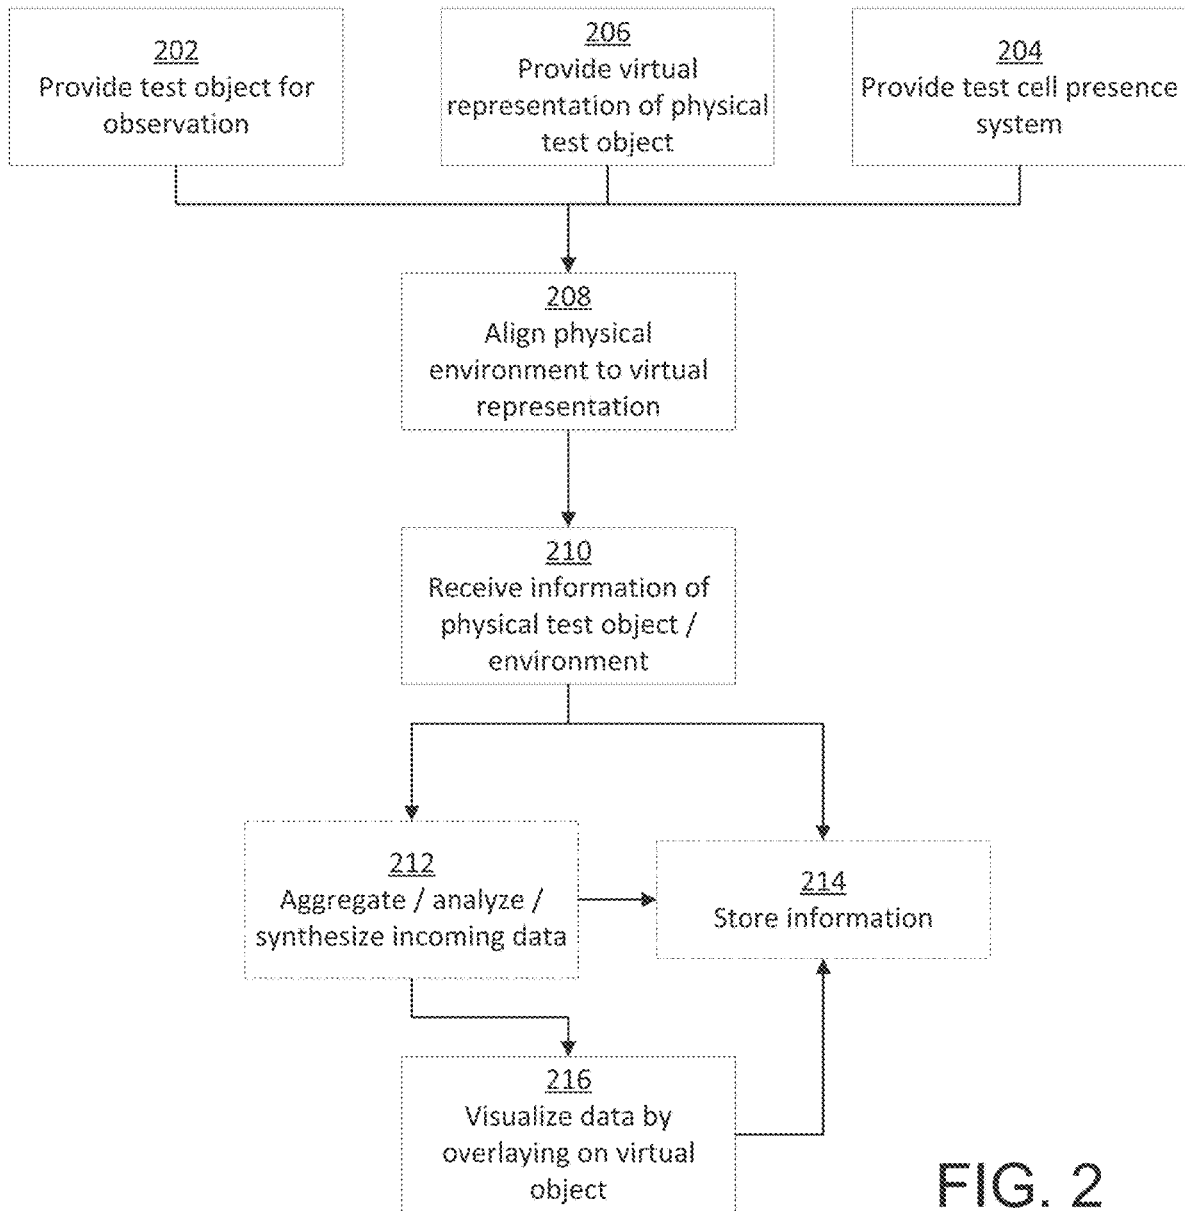 202
Provide test object for
observation
206
Provide virtual
representation of physical
test object
204
Provide test cell presence
system
208
Align physical
environment to virtual
representation
210
Receive information of
physical test object /
environment
212
Aggregate / analyze /
synthesize incoming data
214
Store information
216
Visualize data by
overlaying on virtual
object
FIG. 2